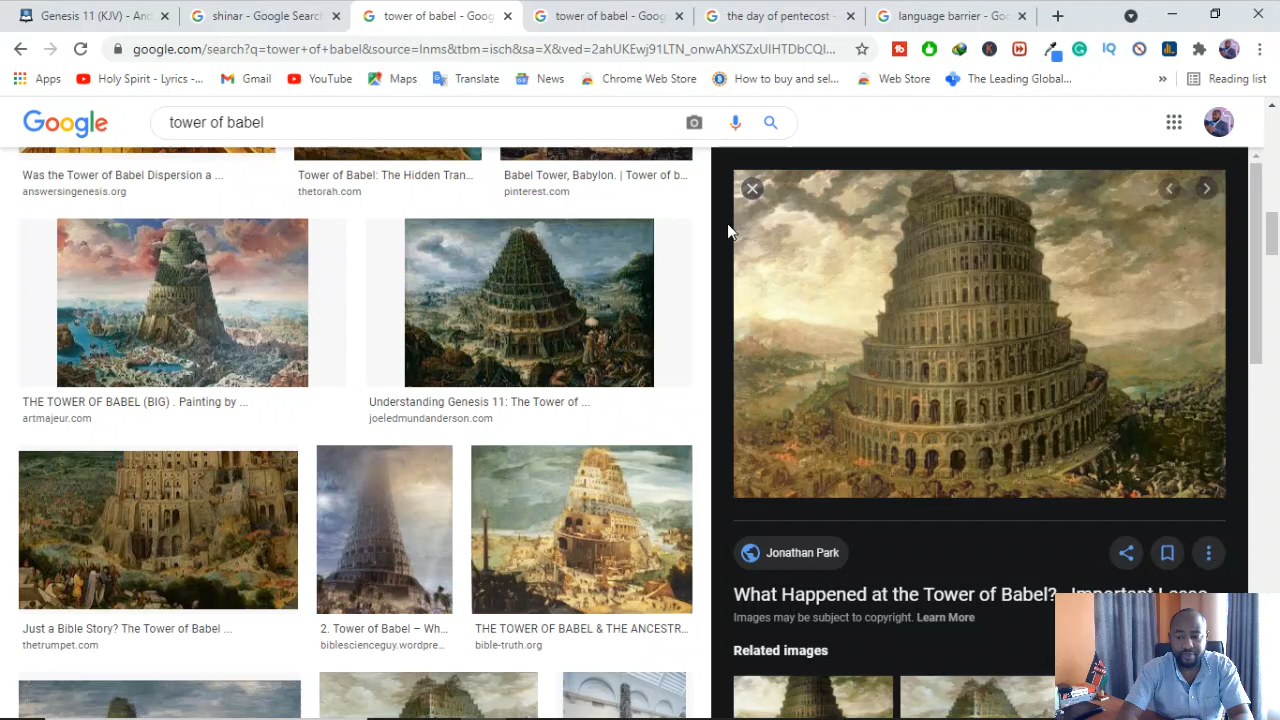 Genesis 11 (KJV) - And
shinar - Google Search
tower of babel - Goog
tower of babel - Goog
the day of pentecost -
language barrier - Goo
google.com/search?q=tower+of+babel&source=lnms&tbm=isch&sa=X&ved=2ahUKEwj91LTN_onwAhXSZxUIHTDbCQI...
Apps
Holy Spirit - Lyrics -...
Gmail
YouTube
Maps
Translate
News
Chrome Web Store
How to buy and sel...
Web Store
The Leading Global...
»
Reading list
Google
tower of babel
Was the Tower of Babel Dispersion a ...
answersingenesis.org
Tower of Babel: The Hidden Tran...
thetorah.com
Babel Tower, Babylon. | Tower of b...
pinterest.com
THE TOWER OF BABEL (BIG) . Painting by ...
artmajeur.com
Understanding Genesis 11: The Tower of ...
joeledmundanderson.com
Just a Bible Story? The Tower of Babel ...
thetrumpet.com
2. Tower of Babel – Wh...
biblescienceguy.wordpre...
THE TOWER OF BABEL & THE ANCESTR...
bible-truth.org
Jonathan Park
What Happened at the Tower of Babel?
Images may be subject to copyright. Learn More
Related images